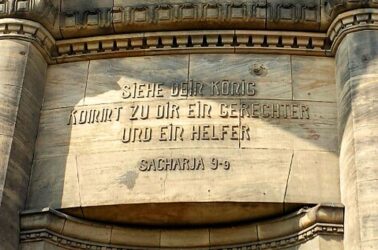 SIEHE DEIN KÖNIG
KOMMT ZU DIR EIN GERECHTER
UND EIN HELFER
SACHARJA 9-9